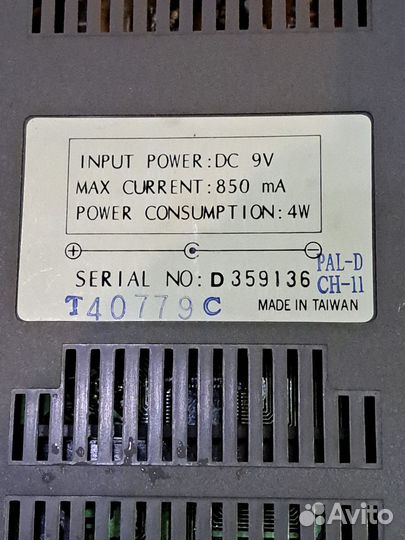 INPUT POWER:DC 9V
MAX CURRENT:850 mA
POWER CONSUMPTION:4W
SERIAL NO: D 359136 PAL-D
T40779C CH-11
MADE IN TAIWAN
Avito